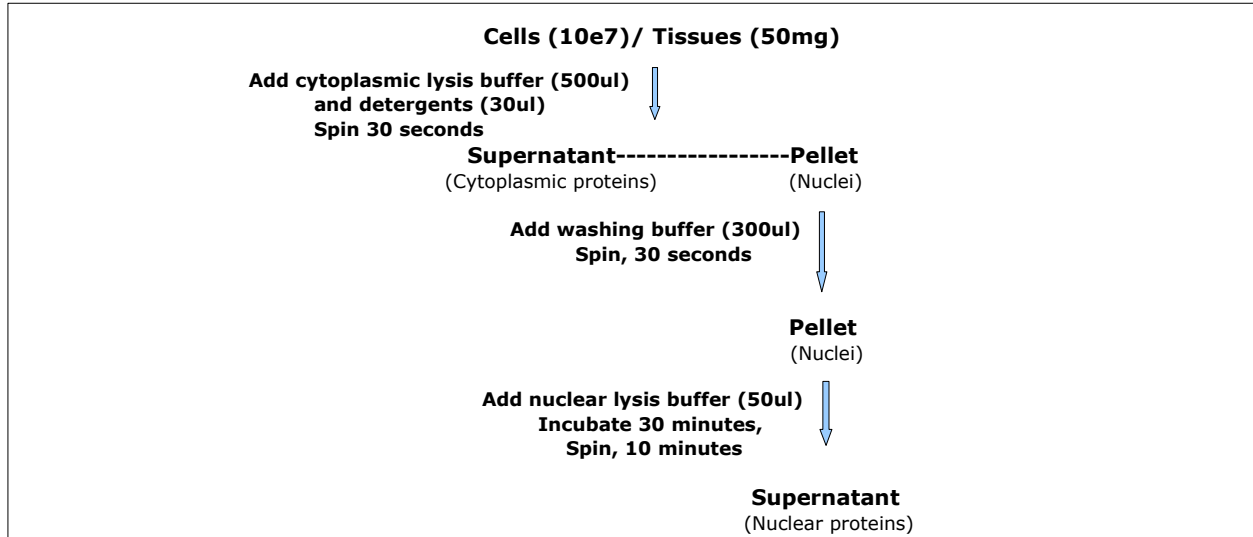 Cells (10e7)/ Tissues (50mg)
Add cytoplasmic lysis buffer (500ul)
and detergents (30ul)
Spin 30 seconds
Supernatant-----------------Pellet
(Cytoplasmic proteins) (Nuclei)
Add washing buffer (300ul)
Spin, 30 seconds
Pellet
(Nuclei)
Add nuclear lysis buffer (50ul)
Incubate 30 minutes,
Spin, 10 minutes
Supernatant
(Nuclear proteins)